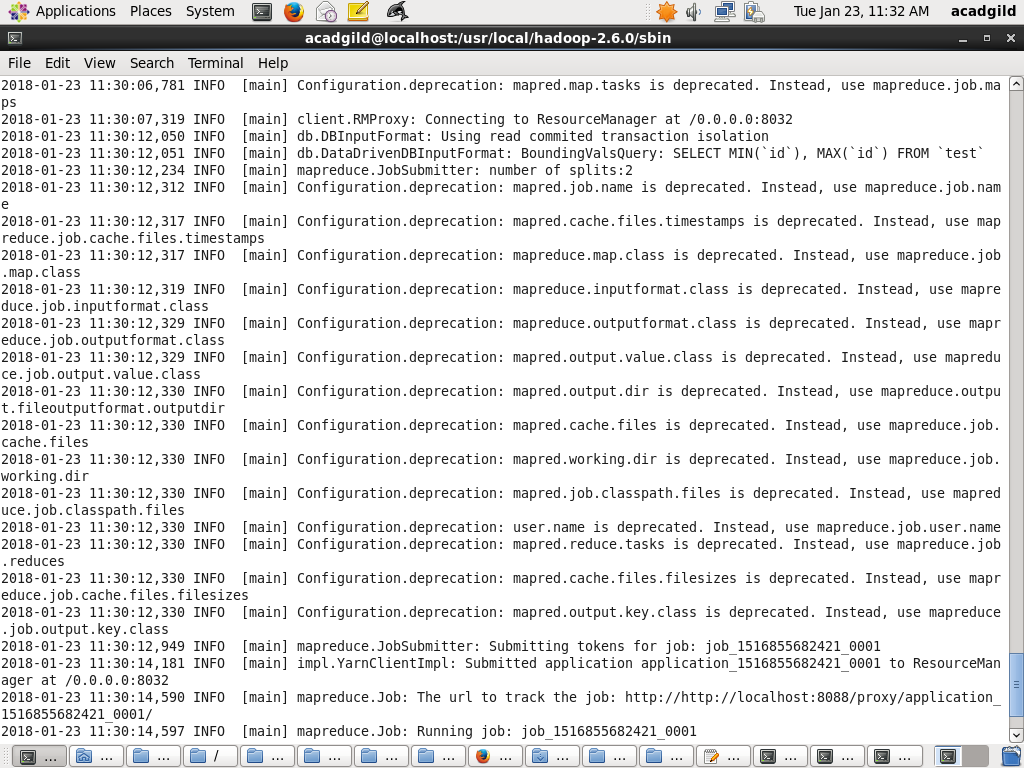 Applications Places System Tue Jan 23, 11:32 AM acadgild
acadgild@localhost:/usr/local/hadoop-2.6.0/sbin
File Edit View Search Terminal Help
2018-01-23 11:30:06,781 INFO  [main] Configuration.deprecation: mapred.map.tasks is deprecated. Instead, use mapreduce.job.ma
ps
2018-01-23 11:30:07,319 INFO  [main] client.RMProxy: Connecting to ResourceManager at /0.0.0.0:8032
2018-01-23 11:30:12,050 INFO  [main] db.DBInputFormat: Using read commited transaction isolation
2018-01-23 11:30:12,051 INFO  [main] db.DataDrivenDBInputFormat: BoundingValsQuery: SELECT MIN(`id`), MAX(`id`) FROM `test`
2018-01-23 11:30:12,234 INFO  [main] mapreduce.JobSubmitter: number of splits:2
2018-01-23 11:30:12,312 INFO  [main] Configuration.deprecation: mapred.job.name is deprecated. Instead, use mapreduce.job.nam
e
2018-01-23 11:30:12,317 INFO  [main] Configuration.deprecation: mapred.cache.files.timestamps is deprecated. Instead, use map
reduce.job.cache.files.timestamps
2018-01-23 11:30:12,317 INFO  [main] Configuration.deprecation: mapreduce.map.class is deprecated. Instead, use mapreduce.job
.map.class
2018-01-23 11:30:12,319 INFO  [main] Configuration.deprecation: mapreduce.inputformat.class is deprecated. Instead, use mapre
duce.job.inputformat.class
2018-01-23 11:30:12,329 INFO  [main] Configuration.deprecation: mapreduce.outputformat.class is deprecated. Instead, use mapr
educe.job.outputformat.class
2018-01-23 11:30:12,329 INFO  [main] Configuration.deprecation: mapred.output.value.class is deprecated. Instead, use mapredu
ce.job.output.value.class
2018-01-23 11:30:12,330 INFO  [main] Configuration.deprecation: mapred.output.dir is deprecated. Instead, use mapreduce.outpu
t.fileoutputformat.outputdir
2018-01-23 11:30:12,330 INFO  [main] Configuration.deprecation: mapred.cache.files is deprecated. Instead, use mapreduce.job.
cache.files
2018-01-23 11:30:12,330 INFO  [main] Configuration.deprecation: mapred.working.dir is deprecated. Instead, use mapreduce.job.
working.dir
2018-01-23 11:30:12,330 INFO  [main] Configuration.deprecation: mapred.job.classpath.files is deprecated. Instead, use mapred
uce.job.classpath.files
2018-01-23 11:30:12,330 INFO  [main] Configuration.deprecation: user.name is deprecated. Instead, use mapreduce.job.user.name
2018-01-23 11:30:12,330 INFO  [main] Configuration.deprecation: mapred.reduce.tasks is deprecated. Instead, use mapreduce.job
.reduces
2018-01-23 11:30:12,330 INFO  [main] Configuration.deprecation: mapred.cache.files.filesizes is deprecated. Instead, use mapr
educe.job.cache.files.filesizes
2018-01-23 11:30:12,330 INFO  [main] Configuration.deprecation: mapred.output.key.class is deprecated. Instead, use mapreduce
.job.output.key.class
2018-01-23 11:30:12,949 INFO  [main] mapreduce.JobSubmitter: Submitting tokens for job: job_1516855682421_0001
2018-01-23 11:30:14,181 INFO  [main] impl.YarnClientImpl: Submitted application application_1516855682421_0001 to ResourceMan
ager at /0.0.0.0:8032
2018-01-23 11:30:14,590 INFO  [main] mapreduce.Job: The url to track the job: http://http://localhost:8088/proxy/application_
1516855682421_0001/
2018-01-23 11:30:14,597 INFO  [main] mapreduce.Job: Running job: job_1516855682421_0001
... ... ... / ... ... ... ... ... ... ... ... ... ... ... ...